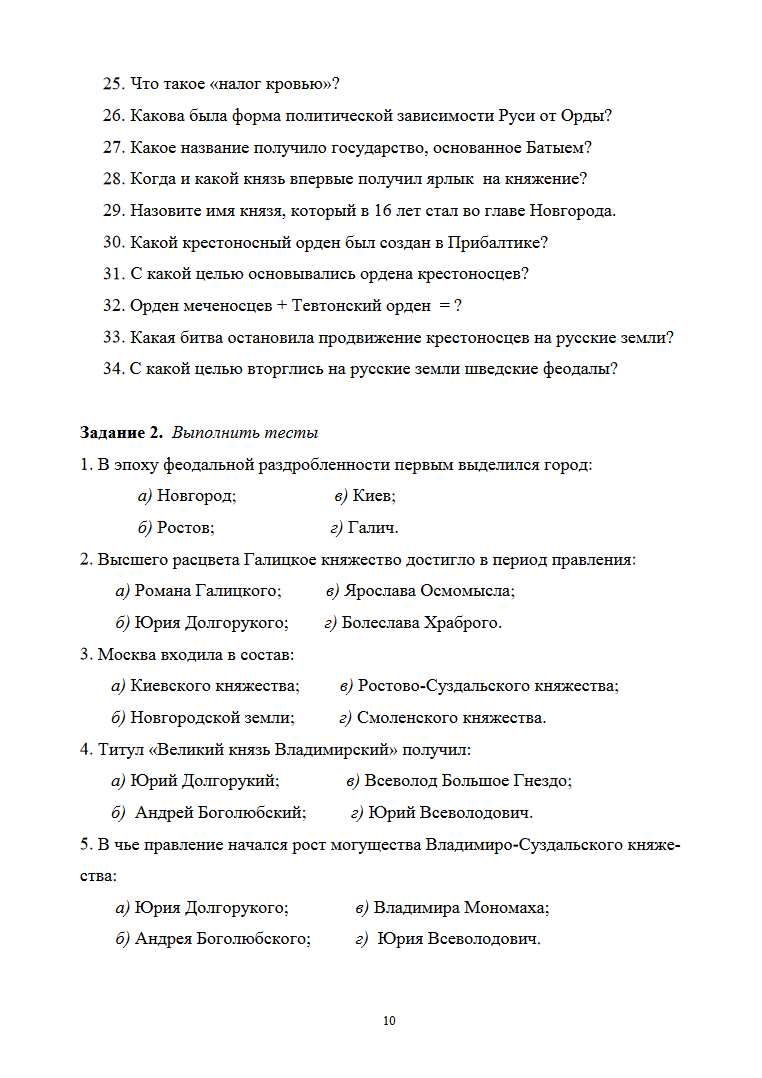 25. Что такое «налог кровью»?
26. Какова была форма политической зависимости Руси от Орды?
27. Какое название получило государство, основанное Батыем?
28. Когда и какой князь впервые получил ярлык на княжение?
29. Назовите имя князя, который в 16 лет стал во главе Новгорода.
30. Какой крестоносный орден был создан в Прибалтике?
31. С какой целью основывались ордена крестоносцев?
32. Орден меченосцев + Тевтонский орден = ?
33. Какая битва остановила продвижение крестоносцев на русские земли?
34. С какой целью вторглись на русские земли шведские феодалы?
Задание 2. Выполнить тесты
1. В эпоху феодальной раздробленности первым выделился город:
а) Новгород; в) Киев;
б) Ростов; г) Галич.
2. Высшего расцвета Галицкое княжество достигло в период правления:
а) Романа Галицкого; в) Ярослава Осмомысла;
б) Юрия Долгорукого; г) Болеслава Храброго.
3. Москва входила в состав:
а) Киевского княжества; в) Ростово-Суздальского княжества;
б) Новгородской земли; г) Смоленского княжества.
4. Титул «Великий князь Владимирский» получил:
а) Юрий Долгорукий; в) Всеволод Большое Гнездо;
б) Андрей Боголюбский; г) Юрий Всеволодович.
5. В чье правление начался рост могущества Владимиро-Суздальского княже-
ства:
а) Юрия Долгорукого; в) Владимира Мономаха;
б) Андрея Боголюбского; г) Юрия Всеволодович.
10